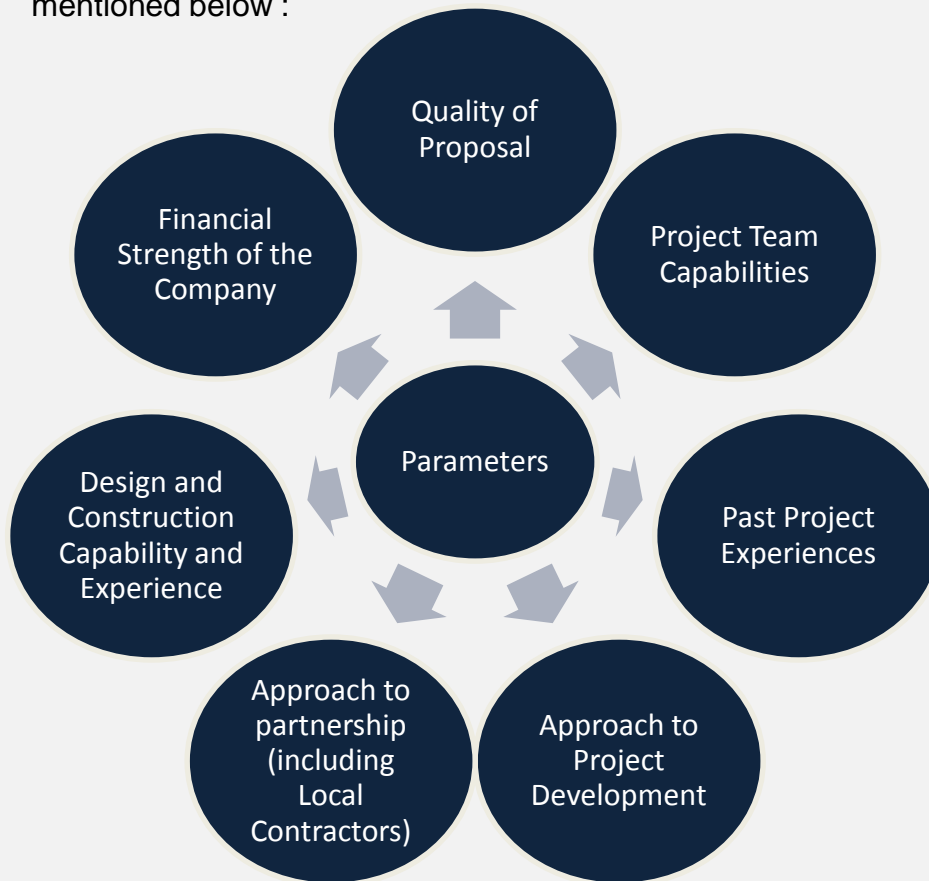 mentioned below :
Quality of
Proposal
Project Team
Capabilities
Past Project
Experiences
Approach to
Project
Development
Approach to
partnership
(including
Local
Contractors)
Design and
Construction
Capability and
Experience
Financial
Strength of the
Company
Parameters